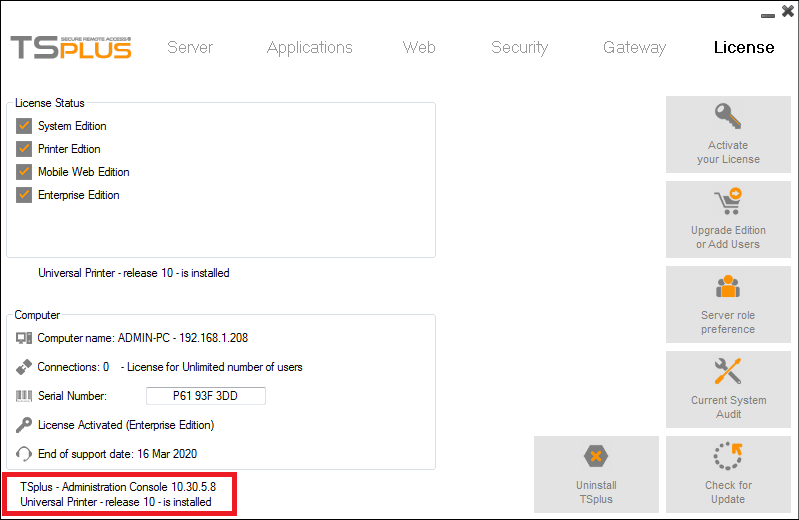 TSPLUS SECURE REMOTE ACCESS®
Server Applications Web Security Gateway License
License Status
System Edition
Printer Edtion
Mobile Web Edition
Enterprise Edition
Universal Printer - release 10 - is installed
Computer
Computer name: ADMIN-PC - 192.168.1.208
Connections: 0 - License for Unlimited number of users
Serial Number: P61 93F 3DD
License Activated (Enterprise Edition)
End of support date: 16 Mar 2020
TSplus - Administration Console 10.30.5.8
Universal Printer - release 10 - is installed
Activate
your License
Upgrade Edition
or Add Users
Server role
preference
Current System
Audit
Uninstall
TSplus
Check for
Update